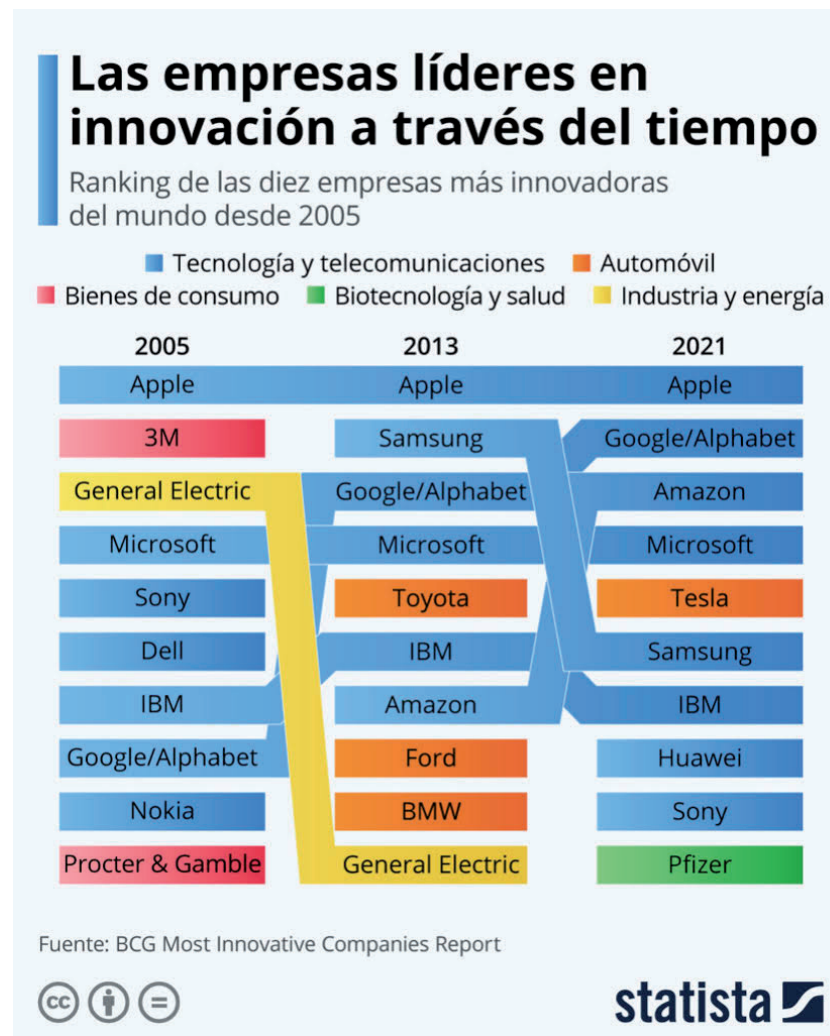 Las empresas líderes en
innovación a través del tiempo
Ranking de las diez empresas más innovadoras
del mundo desde 2005
Tecnología y telecomunicaciones Automóvil
Bienes de consumo Biotecnología y salud Industria y energía
2005 2013 2021
Apple Apple Apple
3M Samsung Google/Alphabet
General Electric Google/Alphabet Amazon
Microsoft Microsoft Microsoft
Sony Toyota Tesla
Dell IBM Samsung
IBM Amazon IBM
Google/Alphabet Ford Huawei
Nokia BMW Sony
Procter & Gamble General Electric Pfizer
Fuente: BCG Most Innovative Companies Report
cc
statista